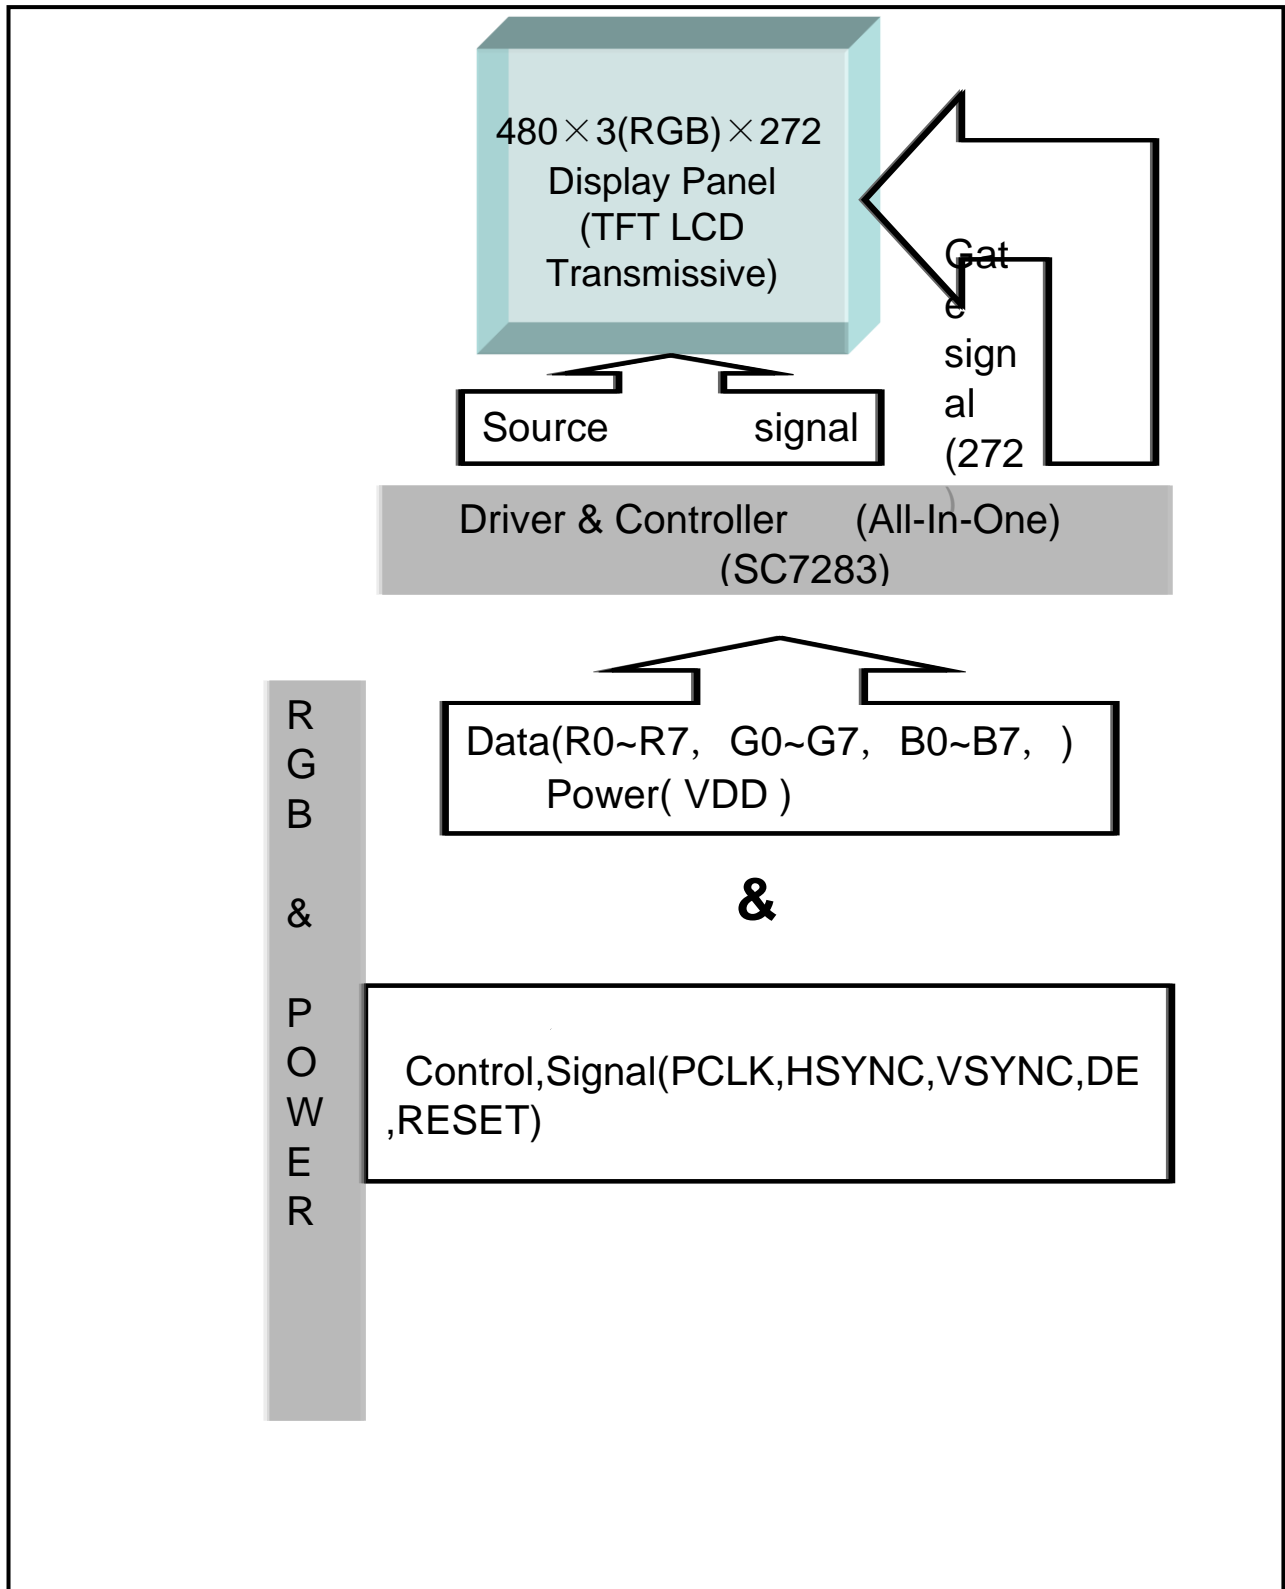 480×3(RGB)×272
Display Panel
(TFT LCD
Transmissive)
Gat
e
sign
al
(272
)
Source signal
Driver & Controller (All-In-One)
(SC7283)
R
G
B
&
P
O
W
E
R
Data(R0~R7, G0~G7, B0~B7, )
Power( VDD )
&
Control,Signal(PCLK,HSYNC,VSYNC,DE
,RESET)